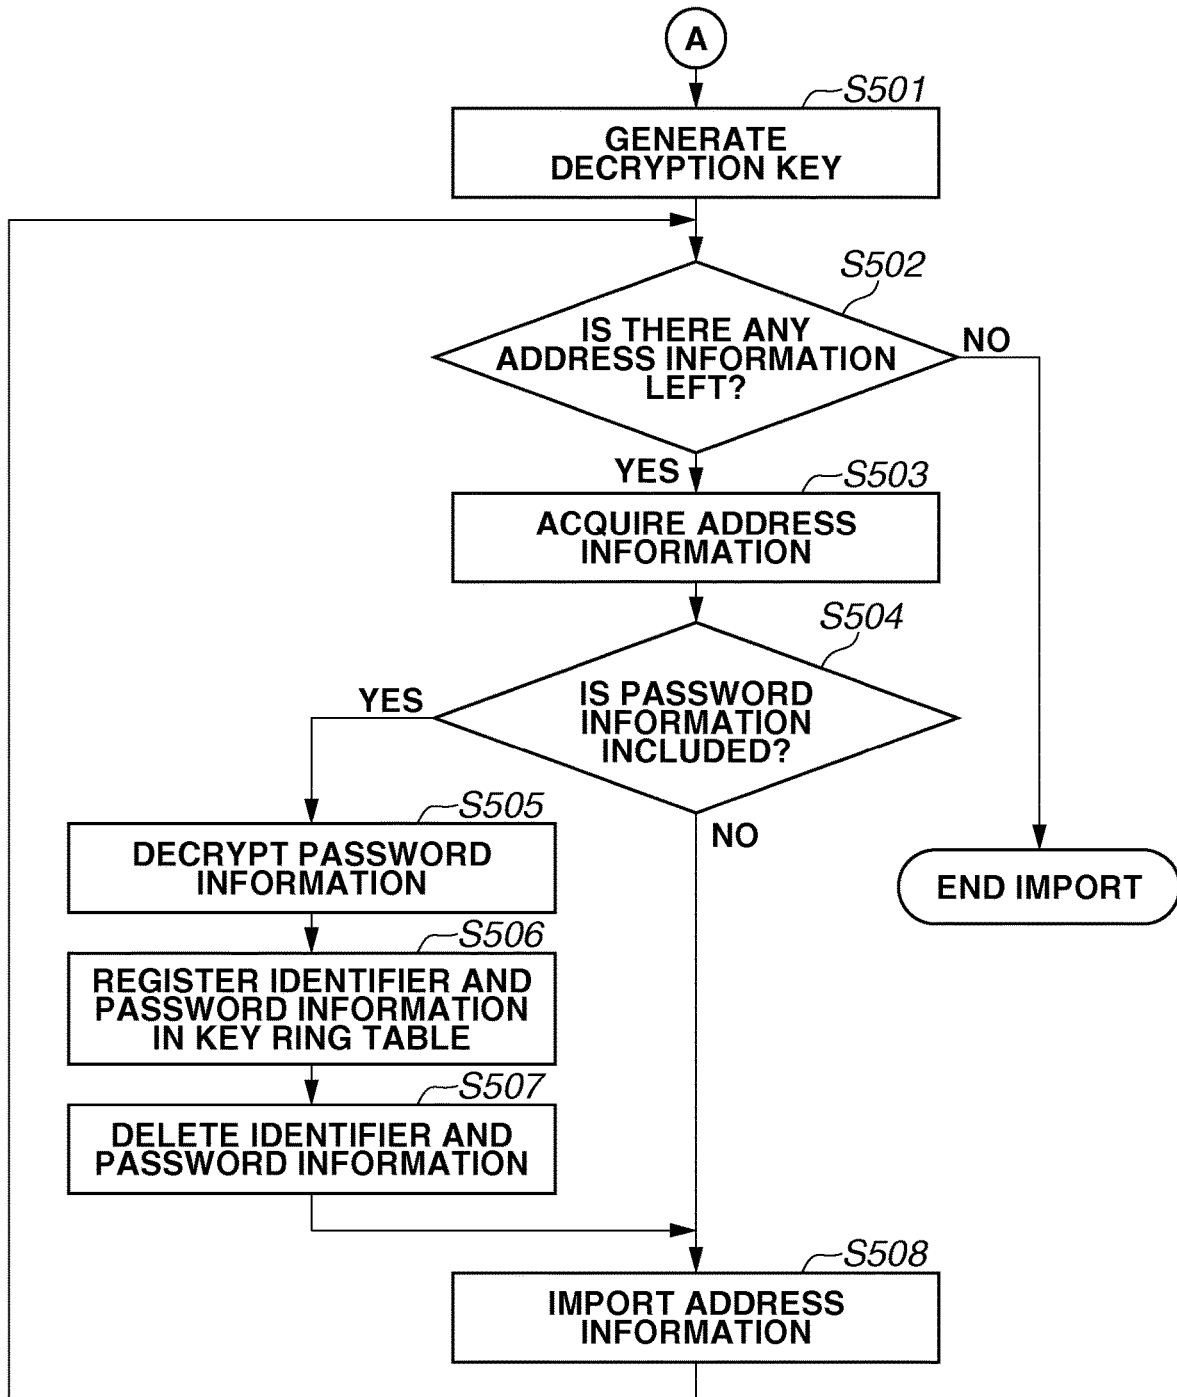 A
S501
GENERATE
DECRYPTION KEY
S502
IS THERE ANY
ADDRESS INFORMATION
LEFT?
NO
YES
S503
ACQUIRE ADDRESS
INFORMATION
S504
IS PASSWORD
INFORMATION
INCLUDED?
YES
NO
S505
DECRYPT PASSWORD
INFORMATION
END IMPORT
S506
REGISTER IDENTIFIER AND
PASSWORD INFORMATION
IN KEY RING TABLE
S507
DELETE IDENTIFIER AND
PASSWORD INFORMATION
S508
IMPORT ADDRESS
INFORMATION